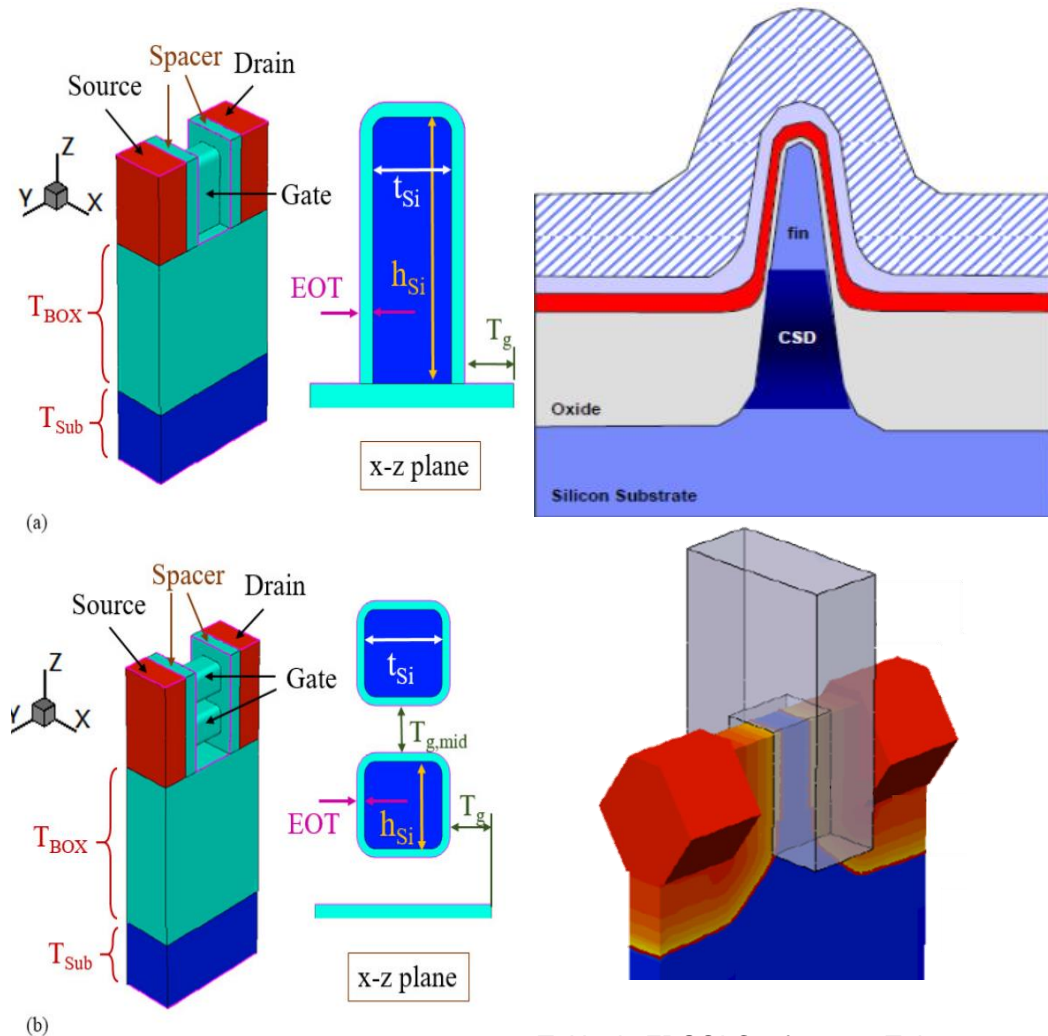 Source
Spacer
Drain
Z
Y
X
Gate
T_BOX
T_Sub
t_Si
h_Si
EOT
T_g
x-z plane
(a)
fin
CSD
Oxide
Silicon Substrate
Source
Spacer
Drain
Z
Y
X
Gate
T_BOX
T_Sub
t_Si
T_g,mid
EOT
h_Si
T_g
x-z plane
(b)